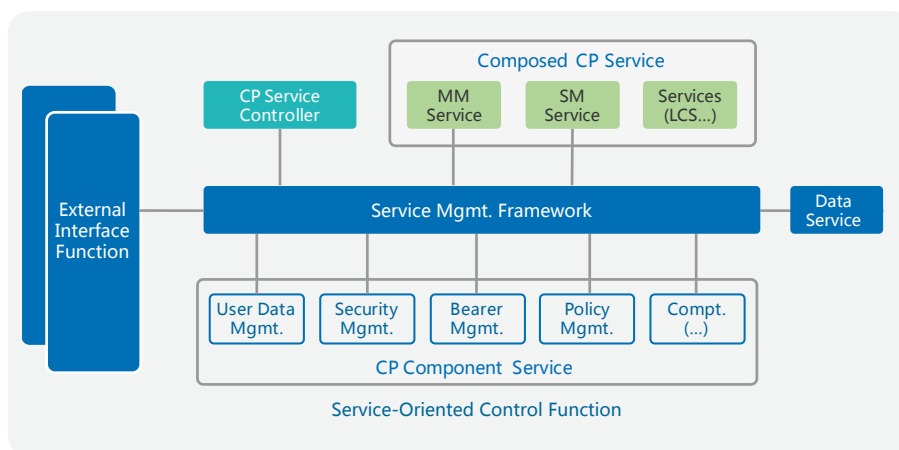 Composed CP Service
CP Service
Controller
MM
Service
SM
Service
Services
(LCS...)
External
Interface
Function
Service Mgmt. Framework
Data
Service
User Data
Mgmt.
Security
Mgmt.
Bearer
Mgmt.
Policy
Mgmt.
Compt.
(...)
CP Component Service
Service-Oriented Control Function